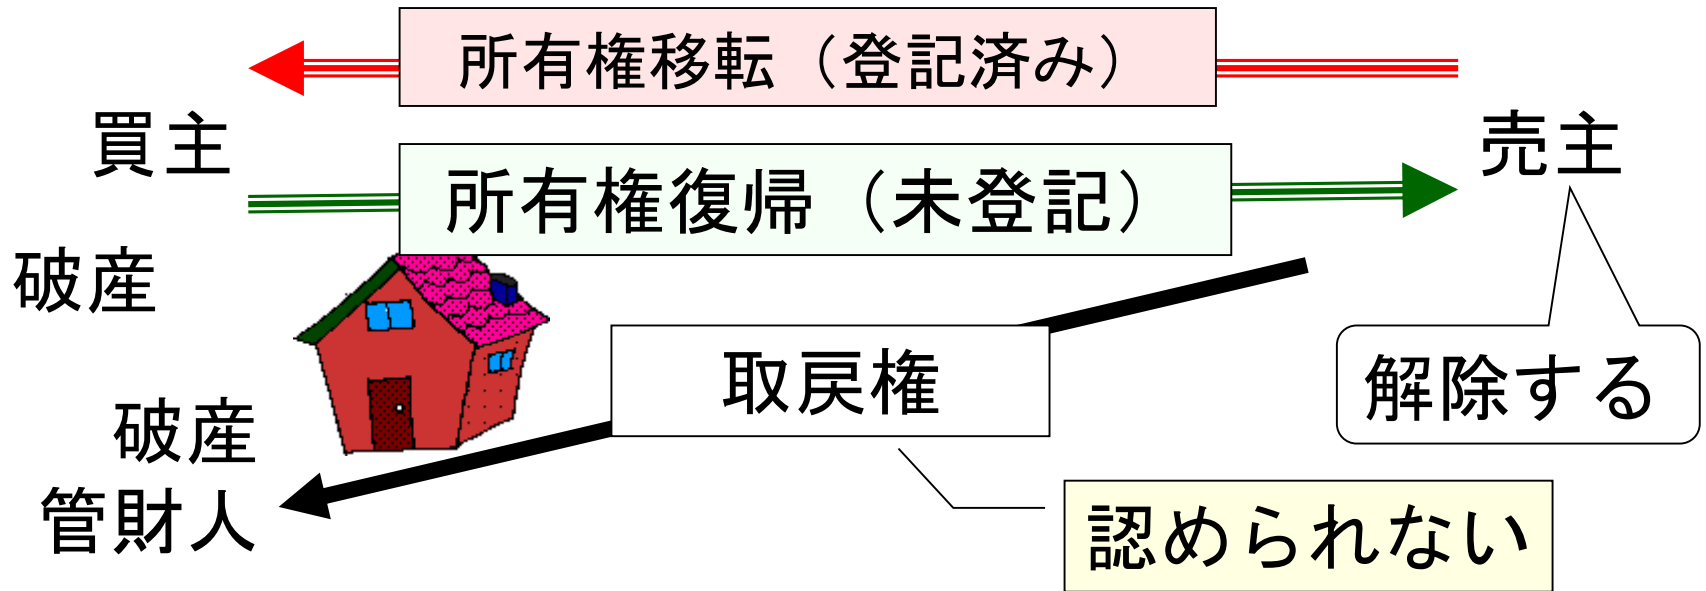 所有権移転（登記済み）
買主
売主
所有権復帰（未登記）
破産
取戻権
解除する
破産
管財人
認められない